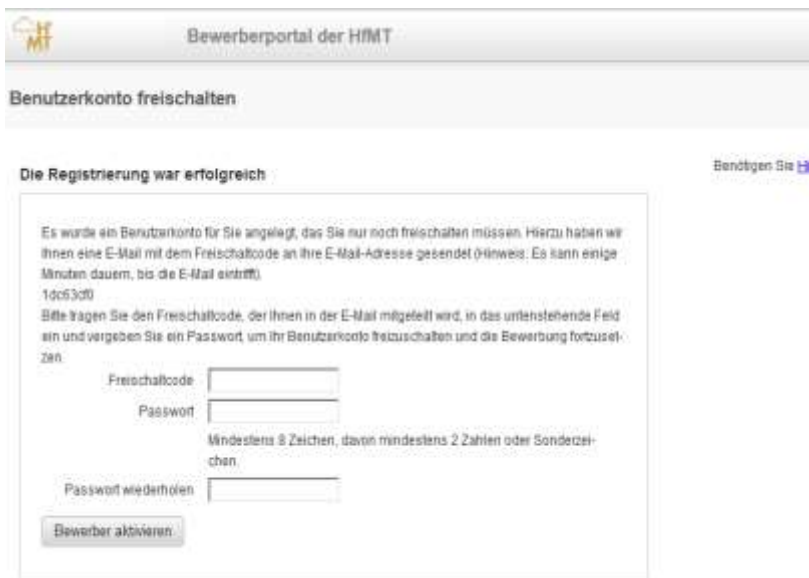 HfMT
Bewerberportal der HfMT
Benutzerkonto freischalten
Benötigen Sie
Die Registrierung war erfolgreich
Es wurde ein Benutzerkonto für Sie angelegt, das Sie nur noch freischalten müssen. Hierzu haben wir
Ihnen eine E-Mail mit dem Freischaltcode an Ihre E-Mail-Adresse gesendet (Hinweis: Es kann einige
Minuten dauern, bis die E-Mail eintrifft).
1dc63cf0
Bitte tragen Sie den Freischaltcode, der Ihnen in der E-Mail mitgeteilt wird, in das untenstehende Feld
ein und vergeben Sie ein Passwort, um Ihr Benutzerkonto freizuschalten und die Bewerbung fortzuset-
zen.
Freischaltcode
Passwort
Mindestens 8 Zeichen, davon mindestens 2 Zahlen oder Sonderzei-
chen.
Passwort wiederholen
Bewerber aktivieren